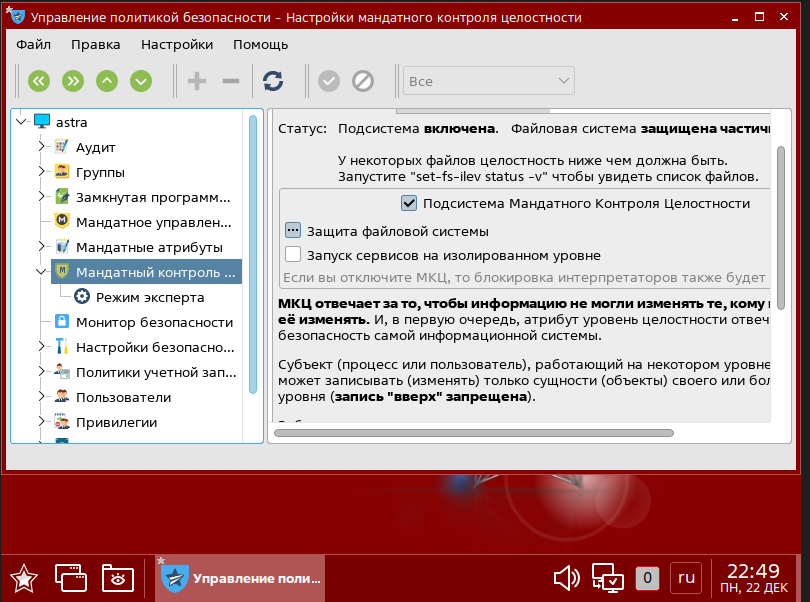 Управление политикой безопасности - Настройки мандатного контроля целостности
Файл Правка Настройки Помощь
Все
astra
Аудит
Группы
Замкнутая программ...
Мандатное управлен...
Мандатные атрибуты
Мандатный контроль ...
Режим эксперта
Монитор безопасности
Настройки безопасно...
Политики учетной зап...
Пользователи
Привилегии
Статус: Подсистема включена. Файловая система защищена частич
У некоторых файлов целостность ниже чем должна быть.
Запустите "set-fs-ilev status -v" чтобы увидеть список файлов.
Подсистема Мандатного Контроля Целостности
Защита файловой системы
Запуск сервисов на изолированном уровне
Если вы отключите МКЦ, то блокировка интерпретаторов также будет
МКЦ отвечает за то, чтобы информацию не могли изменять те, кому
её изменять. И, в первую очередь, атрибут уровень целостности отвеч
безопасность самой информационной системы.
Субъект (процесс или пользователь), работающий на некотором уровне
может записывать (изменять) только сущности (объекты) своего или бол
уровня (запись "вверх" запрещена).
Управление поли...
0
ru
22:49
ПН, 22 ДЕК